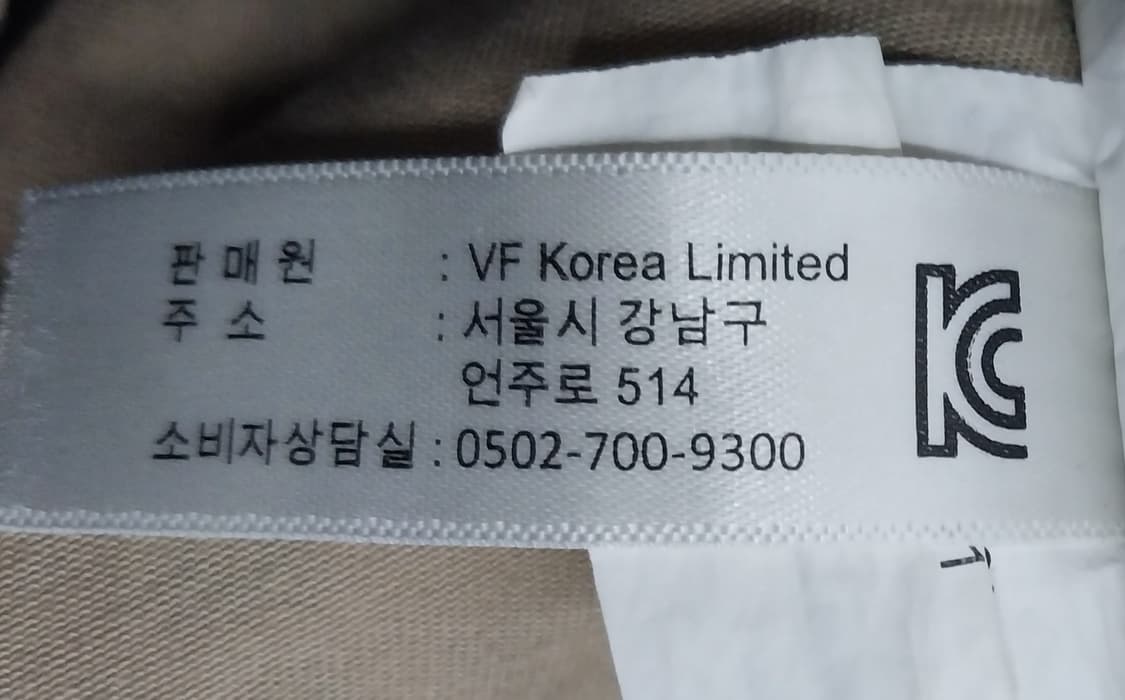 판매원 : VF Korea Limited
주소 : 서울시 강남구
언주로 514
소비자상담실 : 0502-700-9300
KC